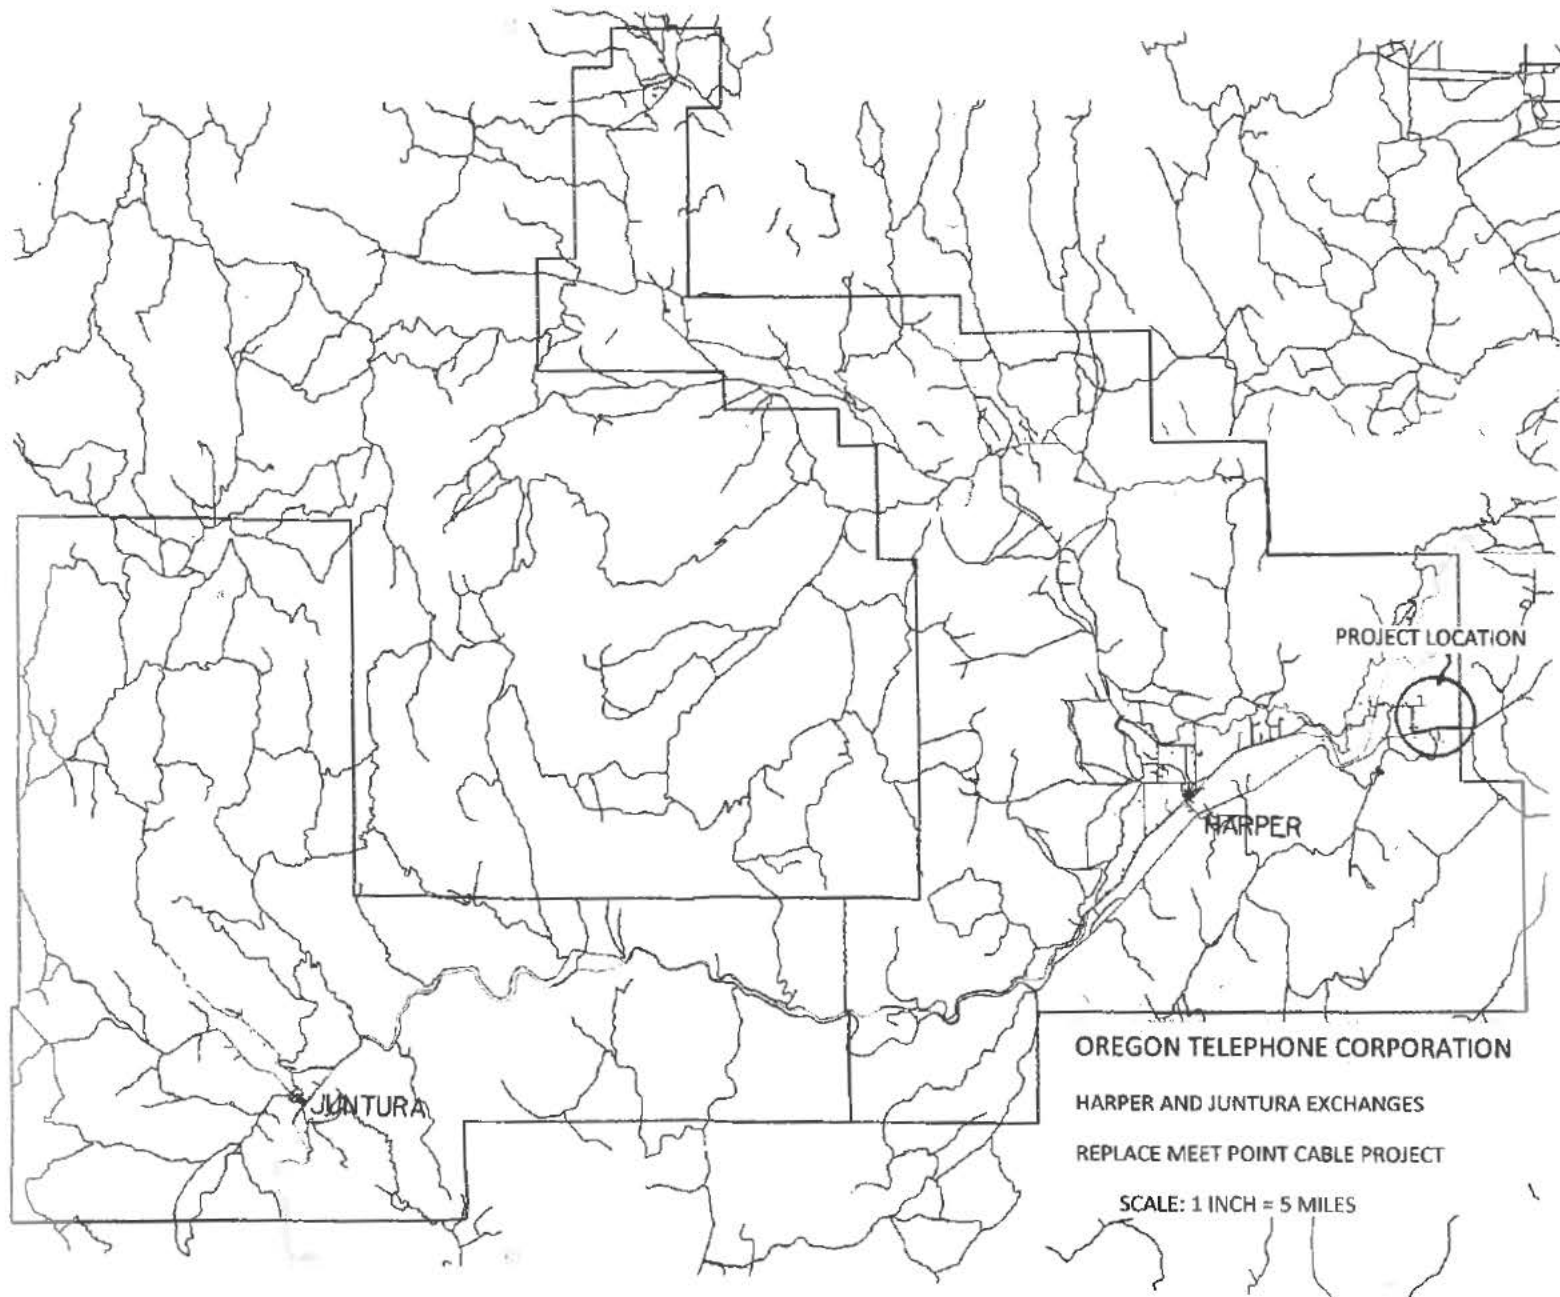 PROJECT LOCATION
HARPER
JUNTURA
OREGON TELEPHONE CORPORATION
HARPER AND JUNTURA EXCHANGES
REPLACE MEET POINT CABLE PROJECT
SCALE: 1 INCH = 5 MILES